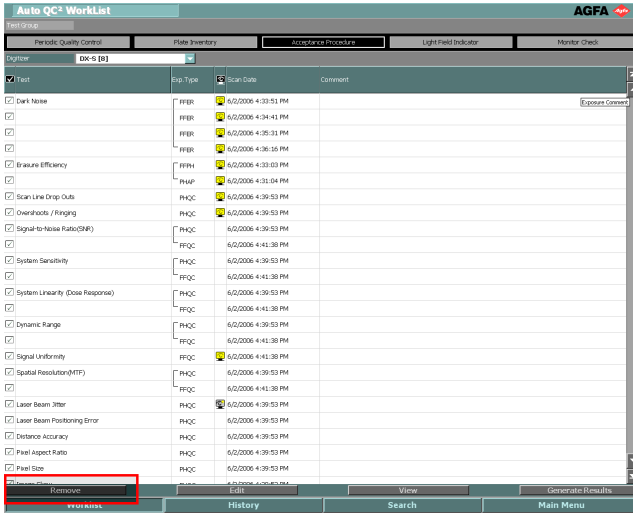 Auto QC² WorkList
AGFA
Agfa
Test Group
Periodic Quality Control Plate Inventory Acceptance Procedure Light Field Indicator Monitor Check
Digitizer DX-S [8]
Test Exp.Type Scan Date Comment
Dark Noise FFER 6/2/2006 4:33:51 PM
Exposure Comment
FFER 6/2/2006 4:34:41 PM
FFER 6/2/2006 4:35:31 PM
FFER 6/2/2006 4:36:16 PM
Erasure Efficiency FFPH 6/2/2006 4:33:03 PM
PHAP 6/2/2006 4:31:04 PM
Scan Line Drop Outs PHQC 6/2/2006 4:39:53 PM
Overshoots / Ringing PHQC 6/2/2006 4:39:53 PM
Signal-to-Noise Ratio(SNR) PHQC 6/2/2006 4:39:53 PM
FFQC 6/2/2006 4:41:38 PM
System Sensitivity PHQC 6/2/2006 4:39:53 PM
FFQC 6/2/2006 4:41:38 PM
System Linearity (Dose Response) PHQC 6/2/2006 4:39:53 PM
FFQC 6/2/2006 4:41:38 PM
Dynamic Range PHQC 6/2/2006 4:39:53 PM
FFQC 6/2/2006 4:41:38 PM
Signal Uniformity FFQC 6/2/2006 4:41:38 PM
Spatial Resolution(MTF) PHQC 6/2/2006 4:39:53 PM
FFQC 6/2/2006 4:41:38 PM
Laser Beam Jitter PHQC 6/2/2006 4:39:53 PM
Laser Beam Positioning Error PHQC 6/2/2006 4:39:53 PM
Distance Accuracy PHQC 6/2/2006 4:39:53 PM
Pixel Aspect Ratio PHQC 6/2/2006 4:39:53 PM
Pixel Size PHQC 6/2/2006 4:39:53 PM
Remove Edit View Generate Results
Worklist History Search Main Menu